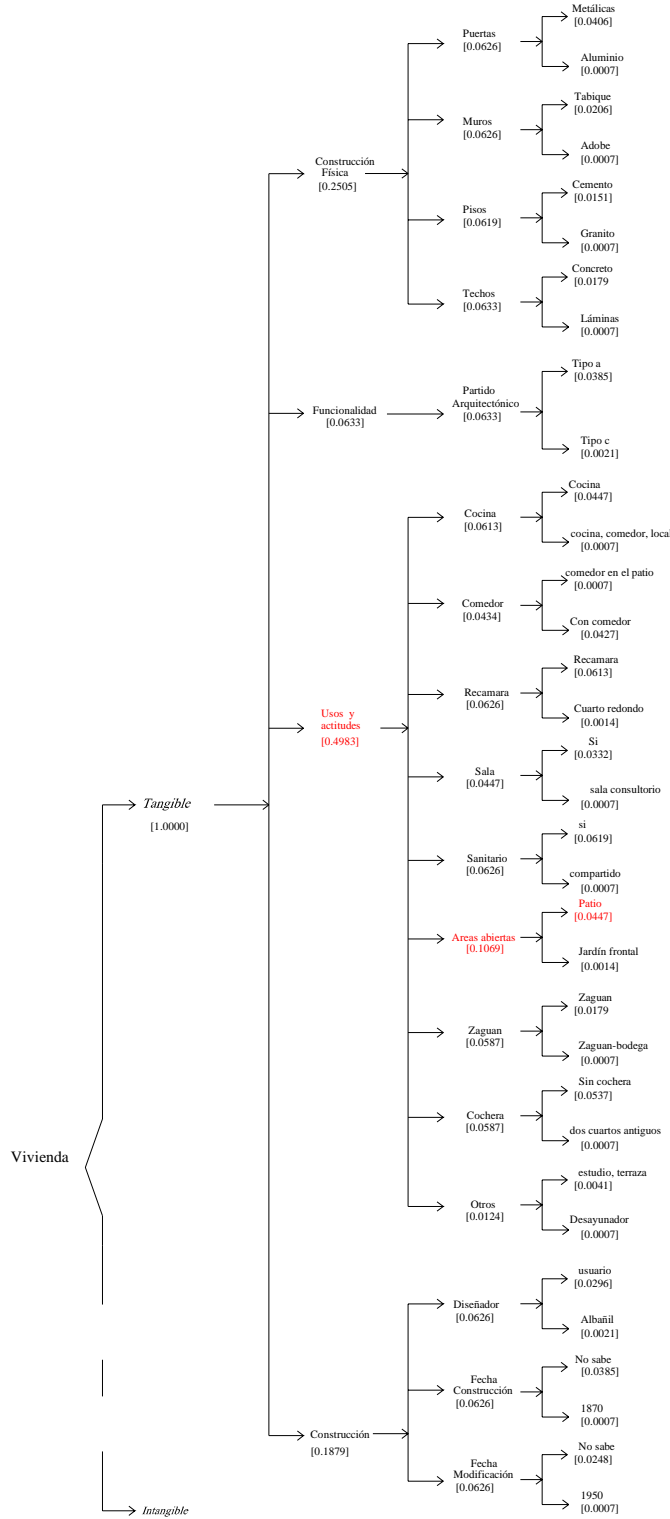 Vivienda
Tangible
[1.0000]
Intangible
Construcción
Física
[0.2505]
Puertas
[0.0626]
Metálicas
[0.0406]
Aluminio
[0.0007]
Muros
[0.0626]
Tabique
[0.0206]
Adobe
[0.0007]
Pisos
[0.0619]
Cemento
[0.0151]
Granito
[0.0007]
Techos
[0.0633]
Concreto
[0.0179
Láminas
[0.0007]
Funcionalidad
[0.0633]
Partido
Arquitectónico
[0.0633]
Tipo a
[0.0385]
Tipo c
[0.0021]
Usos y
actitudes
[0.4983]
Cocina
[0.0613]
Cocina
[0.0447]
cocina, comedor, local
[0.0007]
Comedor
[0.0434]
comedor en el patio
[0.0007]
Con comedor
[0.0427]
Recamara
[0.0626]
Recamara
[0.0613]
Cuarto redondo
[0.0014]
Sala
[0.0447]
Si
[0.0332]
sala consultorio
[0.0007]
Sanitario
[0.0626]
si
[0.0619]
compartido
[0.0007]
Areas abiertas
[0.1069]
Patio
[0.0447]
Jardín frontal
[0.0014]
Zaguan
[0.0587]
Zaguan
[0.0179
Zaguan-bodega
[0.0007]
Cochera
[0.0587]
Sin cochera
[0.0537]
dos cuartos antiguos
[0.0007]
Otros
[0.0124]
estudio, terraza
[0.0041]
Desayunador
[0.0007]
Construcción
[0.1879]
Diseñador
[0.0626]
usuario
[0.0296]
Albañil
[0.0021]
Fecha
Construcción
[0.0626]
No sabe
[0.0385]
1870
[0.0007]
Fecha
Modificación
[0.0626]
No sabe
[0.0248]
1950
[0.0007]